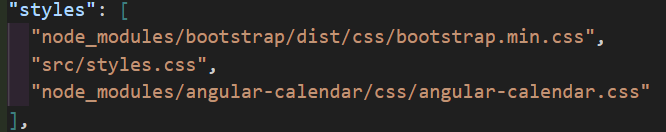 "styles": [
"node_modules/bootstrap/dist/css/bootstrap.min.css",
"src/styles.css",
"node_modules/angular-calendar/css/angular-calendar.css"
],